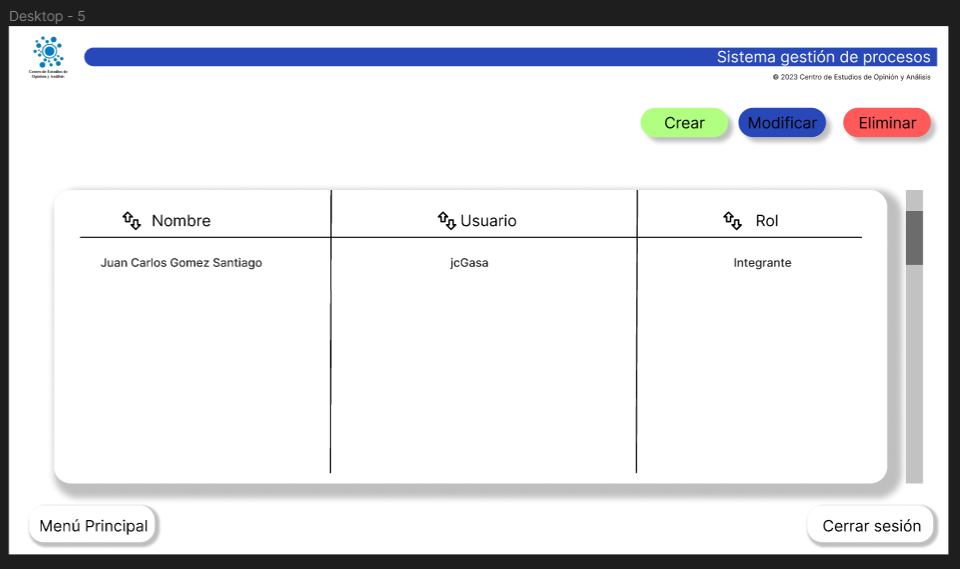 Desktop - 5
Centro de Estudios de
Opinión y Análisis
Sistema gestión de procesos
© 2023 Centro de Estudios de Opinión y Análisis
Crear Modificar Eliminar
Nombre Usuario Rol
Juan Carlos Gomez Santiago jcGasa Integrante
Menú Principal Cerrar sesión